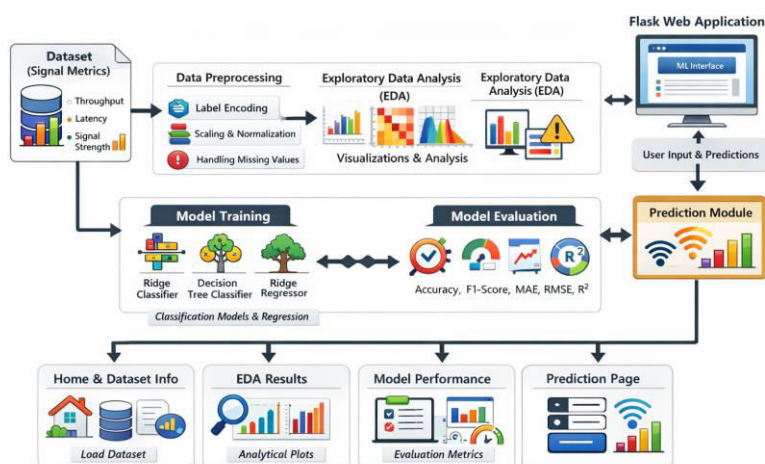 Flask Web Application
ML Interface
Dataset
(Signal Metrics)
Throughput
Latency
Signal
Strength
Data Preprocessing
Label Encoding
Scaling & Normalization
Handling Missing Values
Exploratory Data Analysis
(EDA)
Visualizations & Analysis
Exploratory Data
Analysis (EDA)
User Input & Predictions
Model Training
Ridge
Classifier
Decision
Tree Classifier
Ridge
Regressor
Classification Models & Regression
Model Evaluation
R²
Accuracy, F1-Score, MAE, RMSE, R²
Prediction Module
Home & Dataset Info
Load Dataset
EDA Results
Analytical Plots
Model Performance
Evaluation Metrics
Prediction Page